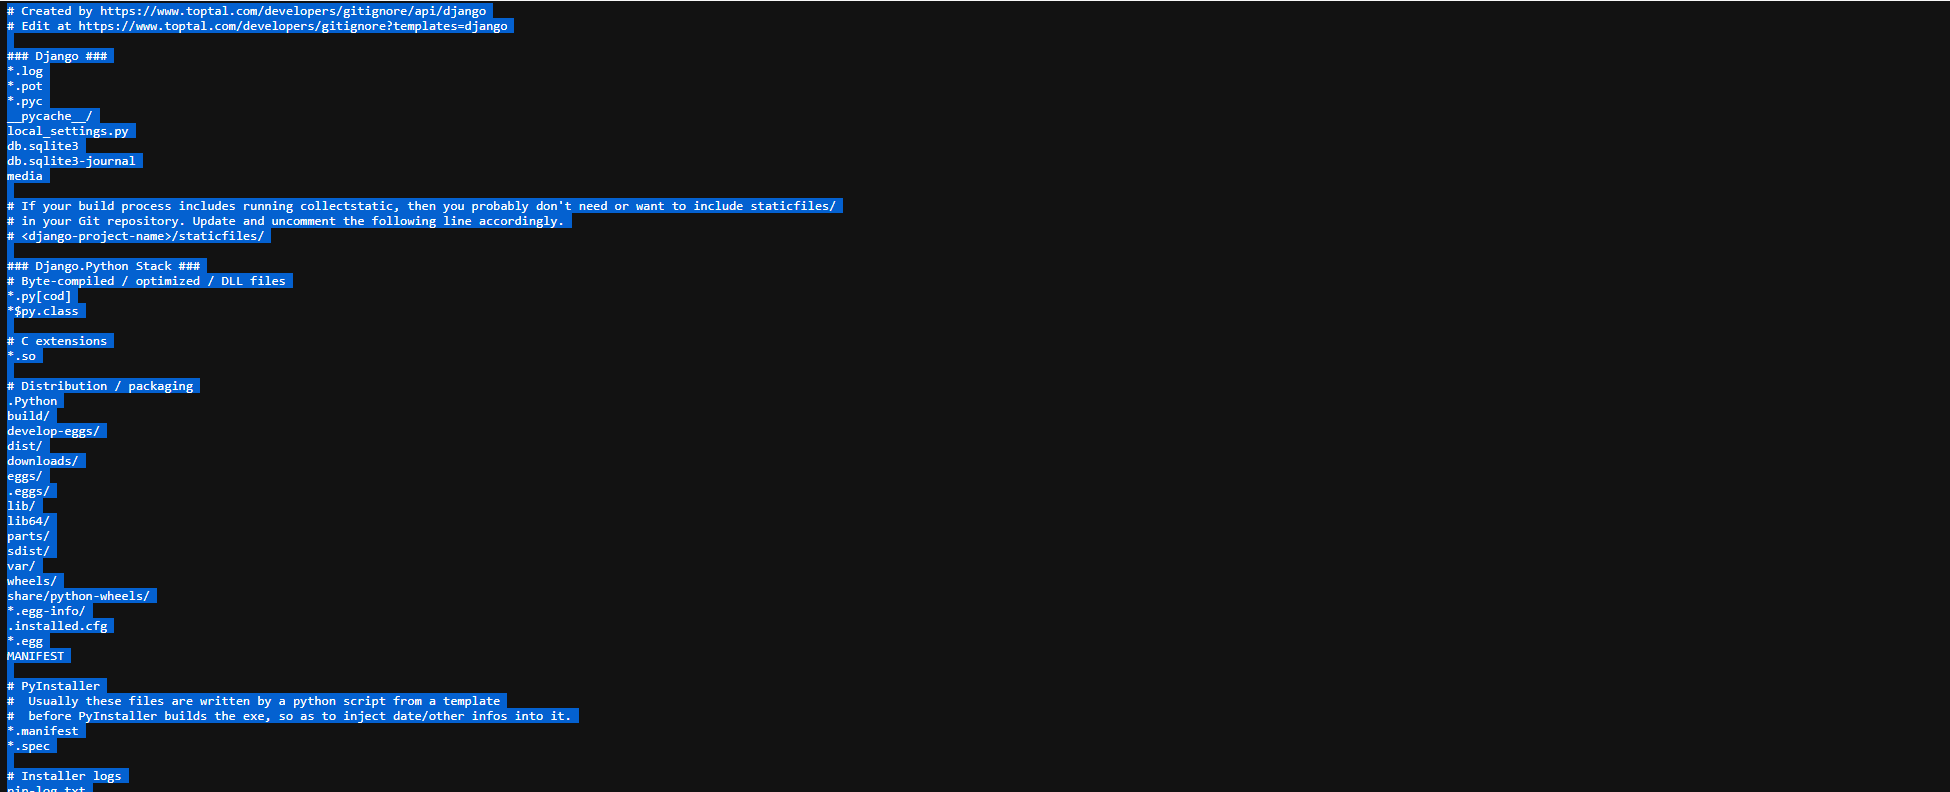 # Created by https://www.toptal.com/developers/gitignore/api/django
# Edit at https://www.toptal.com/developers/gitignore?templates=django
### Django ###
*.log
*.pot
*.pyc
__pycache__/
local_settings.py
db.sqlite3
db.sqlite3-journal
media
# If your build process includes running collectstatic, then you probably don't need or want to include staticfiles/
# in your Git repository. Update and uncomment the following line accordingly.
# <django-project-name>/staticfiles/
### Django.Python Stack ###
# Byte-compiled / optimized / DLL files
*.py[cod]
*$py.class
# C extensions
*.so
# Distribution / packaging
.Python
build/
develop-eggs/
dist/
downloads/
eggs/
.eggs/
lib/
lib64/
parts/
sdist/
var/
wheels/
share/python-wheels/
*.egg-info/
.installed.cfg
*.egg
MANIFEST
# PyInstaller
#  Usually these files are written by a python script from a template
#  before PyInstaller builds the exe, so as to inject date/other infos into it.
*.manifest
*.spec
# Installer logs
pip-log.txt